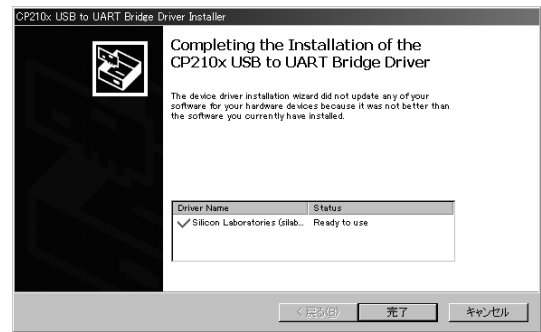 CP210x USB to UART Bridge Driver Installer
Completing the Installation of the
CP210x USB to UART Bridge Driver
The device driver installation wizard did not update any of your
software for your hardware devices because it was not better than
the software you currently have installed.
Driver Name Status
Silicon Laboratories (silab... Ready to use
< 戻る(B) 完了 キャンセル